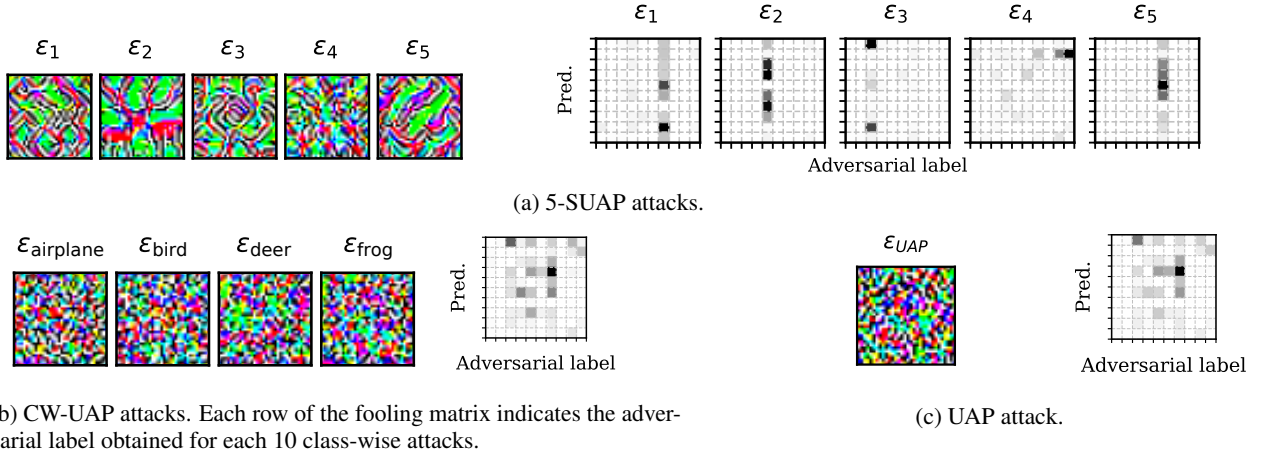 ε1 ε2 ε3 ε4 ε5
ε1 ε2 ε3 ε4 ε5
Pred.
Adversarial label
(a) 5-SUAP attacks.
εairplane εbird εdeer εfrog
Pred.
Adversarial label
b) CW-UAP attacks. Each row of the fooling matrix indicates the adver-
arial label obtained for each 10 class-wise attacks.
εUAP
Pred.
Adversarial label
(c) UAP attack.